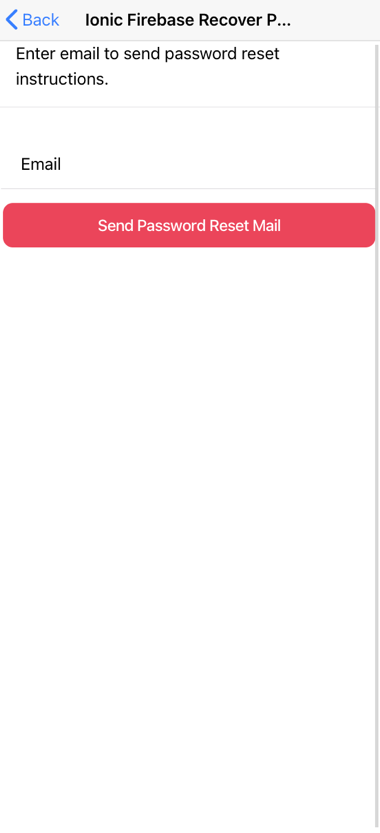 Back
Ionic Firebase Recover P...
Enter email to send password reset
instructions.
Email
Send Password Reset Mail